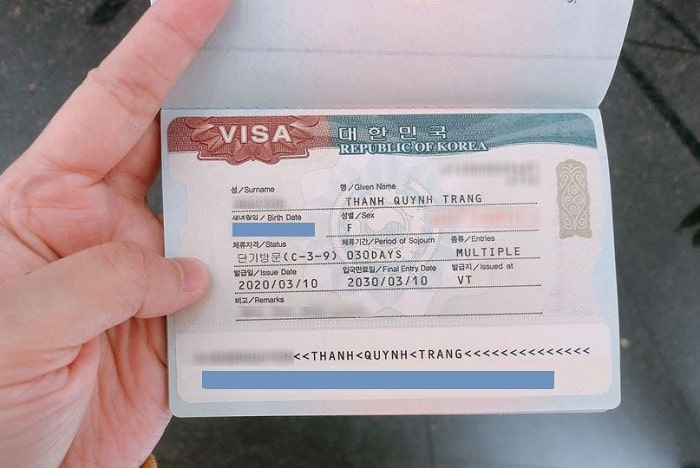 VISA 대한민국
REPUBLIC OF KOREA
성/Surname 명/Given Name
THANH QUYNH TRANG
생년월일/ Birth Date 성별/Sex
F
체류자격/Status 체류기간/Period of Sojourn 종류/Entries
단기방문(C-3-9) 030DAYS MULTIPLE
발급일/Issue Date 입국만료일/Final Entry Date 발급지/Issued at
2020/03/10 2030/03/10 VT
비고/Remarks
<<THANH<QUYNH<TRANG<<<<<<<<<<<<<<